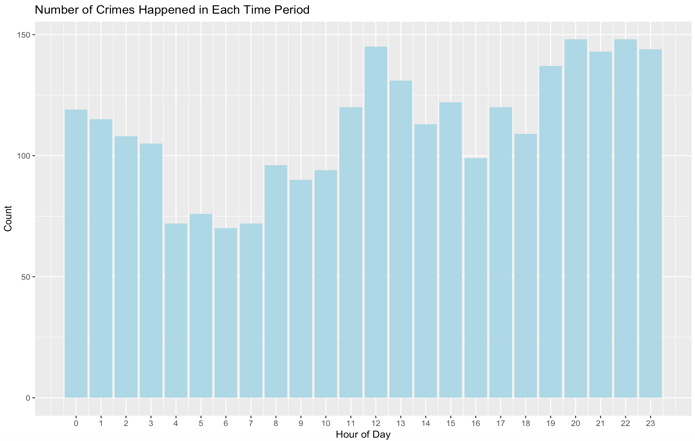 Number of Crimes Happened in Each Time Period
150
100
50
0
Count
0 1 2 3 4 5 6 7 8 9 10 11 12 13 14 15 16 17 18 19 20 21 22 23
Hour of Day